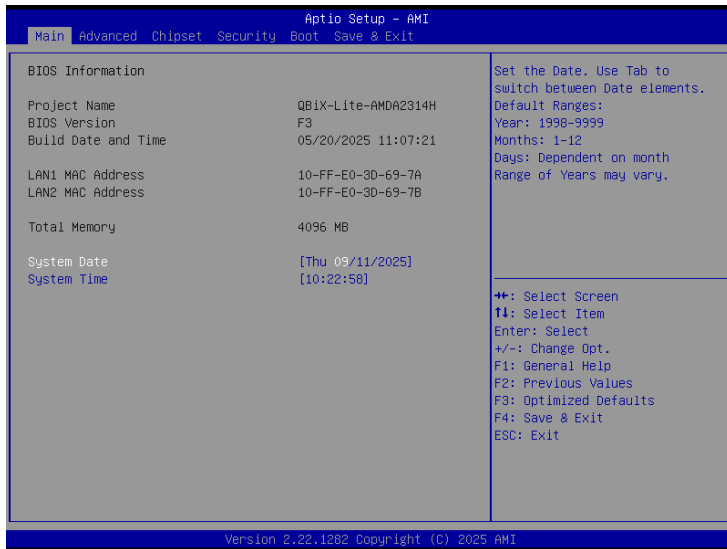 Aptio Setup – AMI
Main Advanced Chipset Security Boot Save & Exit
BIOS Information
Project Name QBiX-Lite-AMDA2314H
BIOS Version F3
Build Date and Time 05/20/2025 11:07:21
LAN1 MAC Address 10-FF-E0-3D-69-7A
LAN2 MAC Address 10-FF-E0-3D-69-7B
Total Memory 4096 MB
System Date [Thu 09/11/2025]
System Time [10:22:58]
Set the Date. Use Tab to
switch between Date elements.
Default Ranges:
Year: 1998-9999
Months: 1-12
Days: Dependent on month
Range of Years may vary.
→←: Select Screen
↑↓: Select Item
Enter: Select
+/-: Change Opt.
F1: General Help
F2: Previous Values
F3: Optimized Defaults
F4: Save & Exit
ESC: Exit
Version 2.22.1282 Copyright (C) 2025 AMI